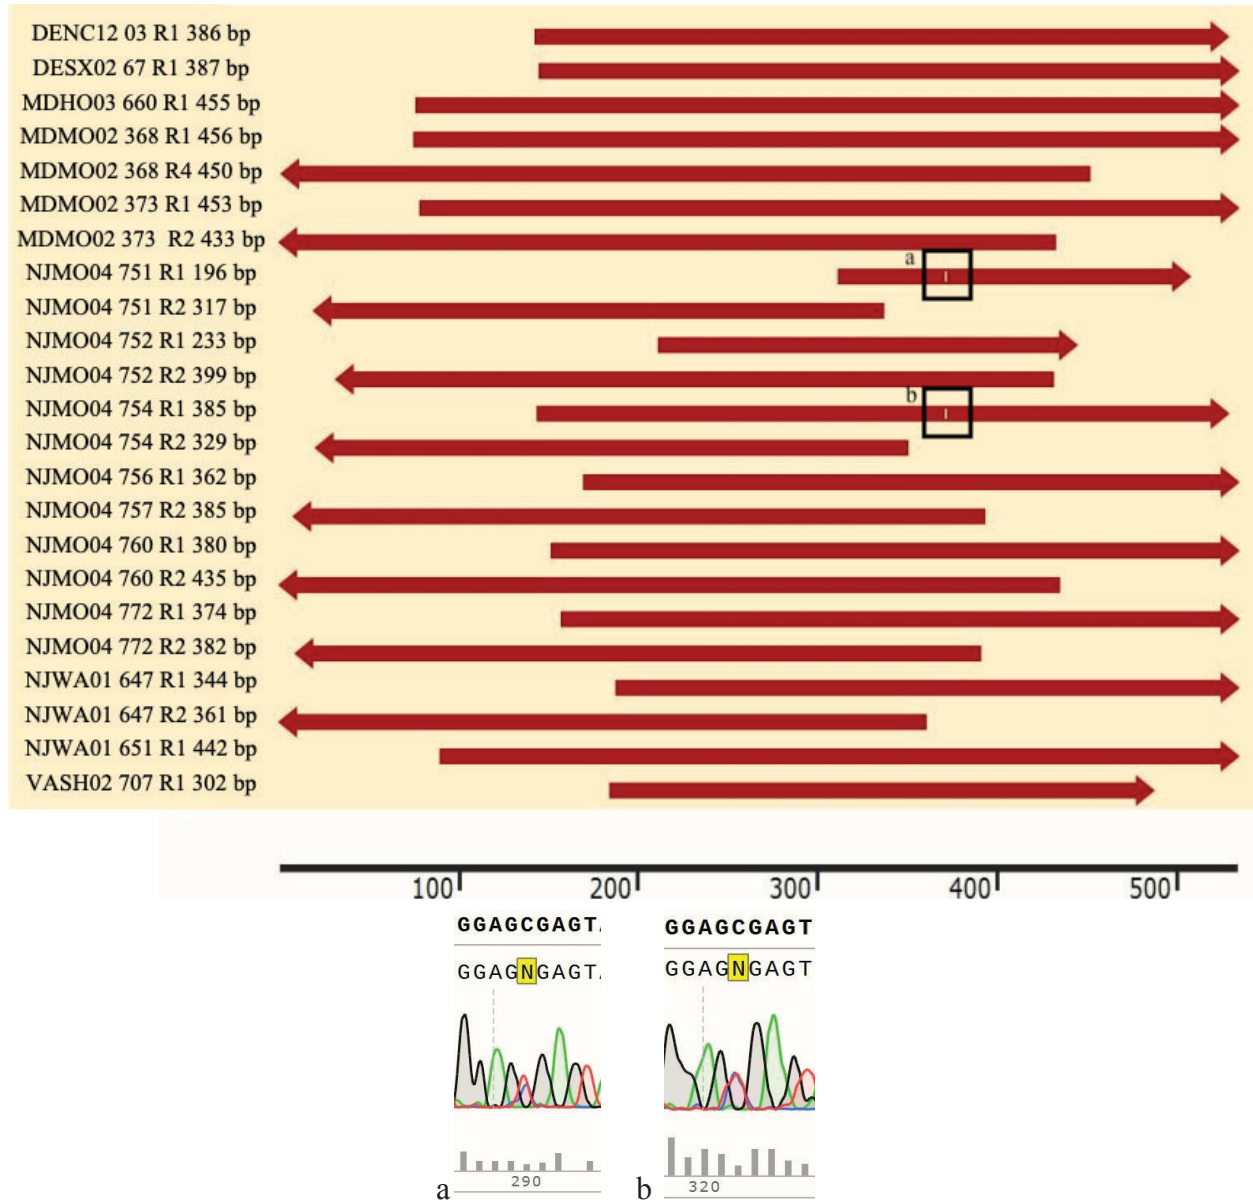 DENC12 03 R1 386 bp
DESX02 67 R1 387 bp
MDHO03 660 R1 455 bp
MDMO02 368 R1 456 bp
MDMO02 368 R4 450 bp
MDMO02 373 R1 453 bp
MDMO02 373 R2 433 bp
a
NJMO04 751 R1 196 bp
NJMO04 751 R2 317 bp
NJMO04 752 R1 233 bp
NJMO04 752 R2 399 bp
b
NJMO04 754 R1 385 bp
NJMO04 754 R2 329 bp
NJMO04 756 R1 362 bp
NJMO04 757 R2 385 bp
NJMO04 760 R1 380 bp
NJMO04 760 R2 435 bp
NJMO04 772 R1 374 bp
NJMO04 772 R2 382 bp
NJWA01 647 R1 344 bp
NJWA01 647 R2 361 bp
NJWA01 651 R1 442 bp
VASH02 707 R1 302 bp
100 200 300 400 500
GGAGCGAGT GGAGCGAGT
GGAGNGAGT GGAGNGAGT
290 320
a b